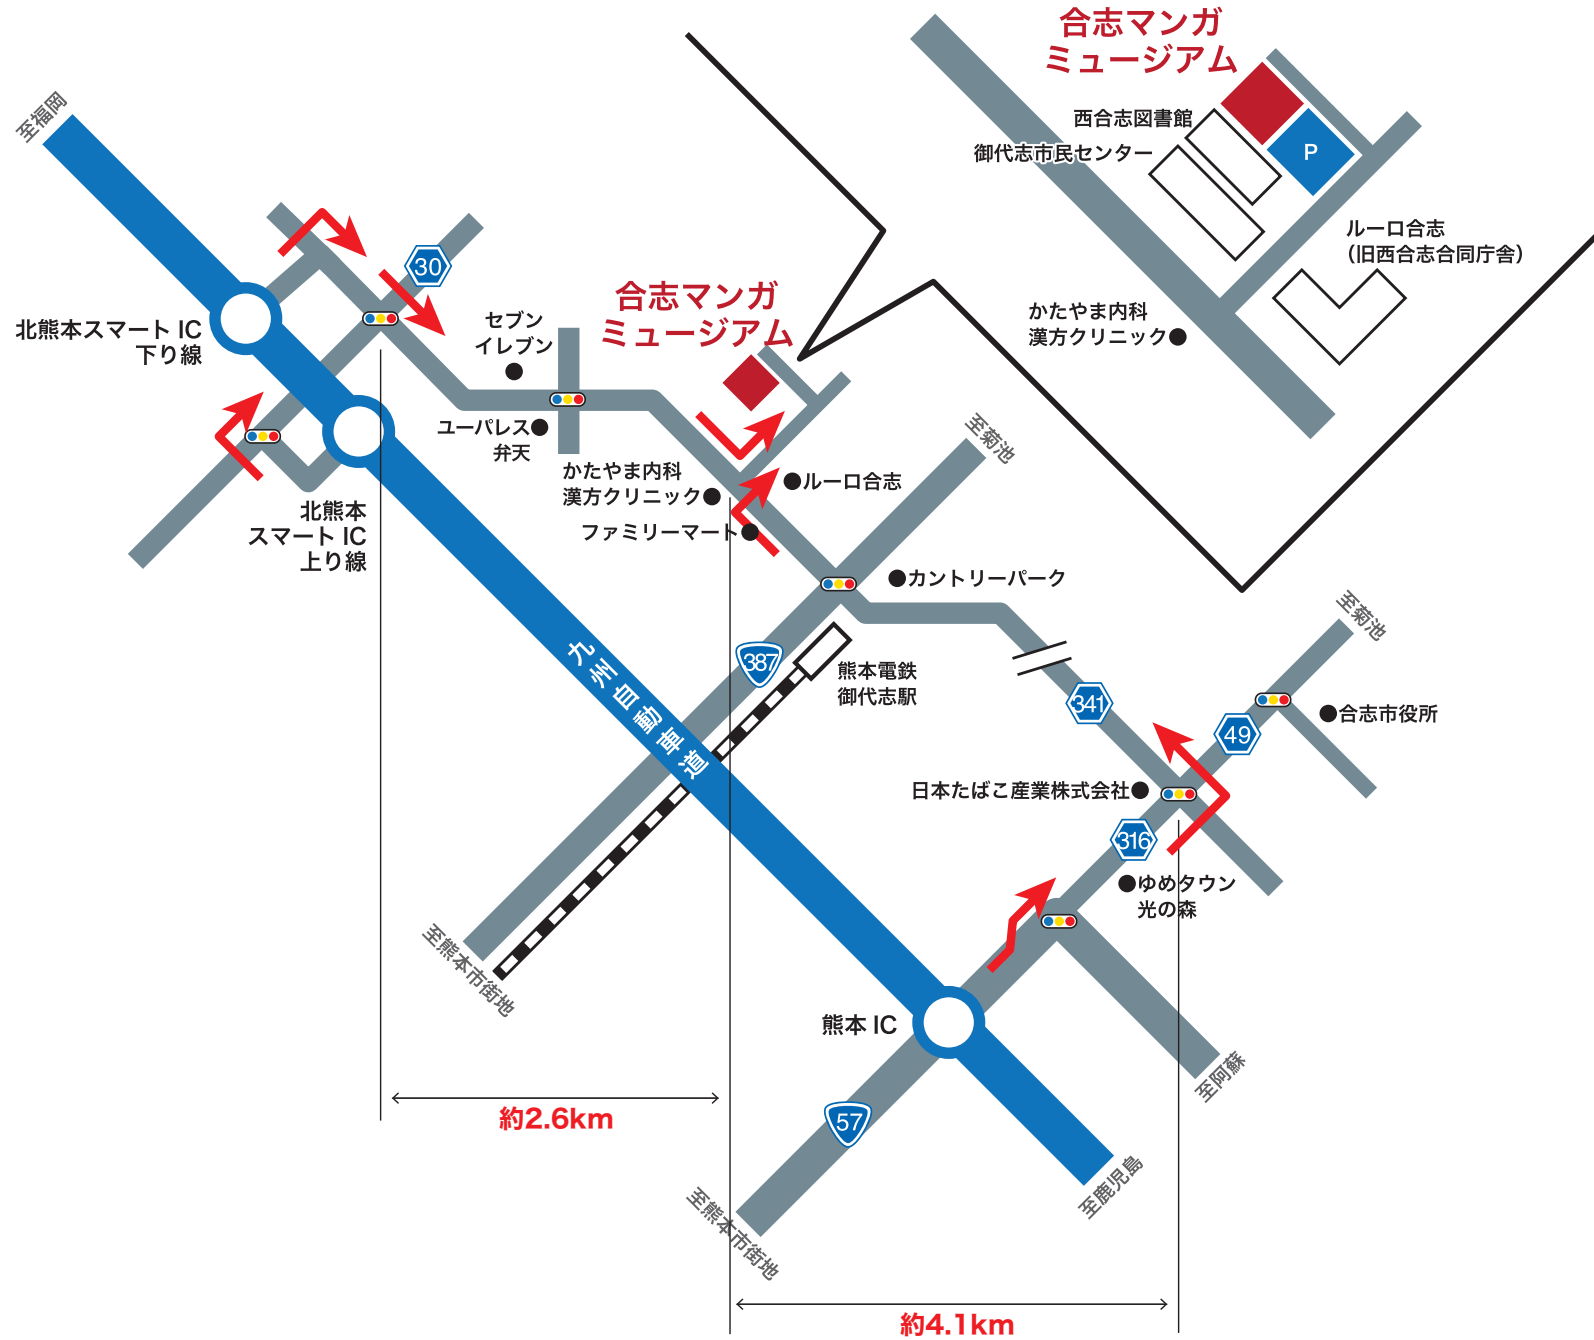 合志マンガ
ミュージアム
西合志図書館
御代志市民センター
P
ルーロ合志
（旧西合志合同庁舎）
かたやま内科
漢方クリニック
至福岡
30
北熊本スマート IC
下り線
セブン
イレブン
合志マンガ
ミュージアム
ユーパレス
弁天
かたやま内科
漢方クリニック
ファミリーマート
ルーロ合志
至菊池
北熊本
スマート IC
上り線
カントリーパーク
至菊池
九州自動車道
387
熊本電鉄
御代志駅
341
49
合志市役所
日本たばこ産業株式会社
316
ゆめタウン
光の森
至熊本市街地
熊本 IC
至阿蘇
57
至鹿児島
至熊本市街地
約2.6km
約4.1km